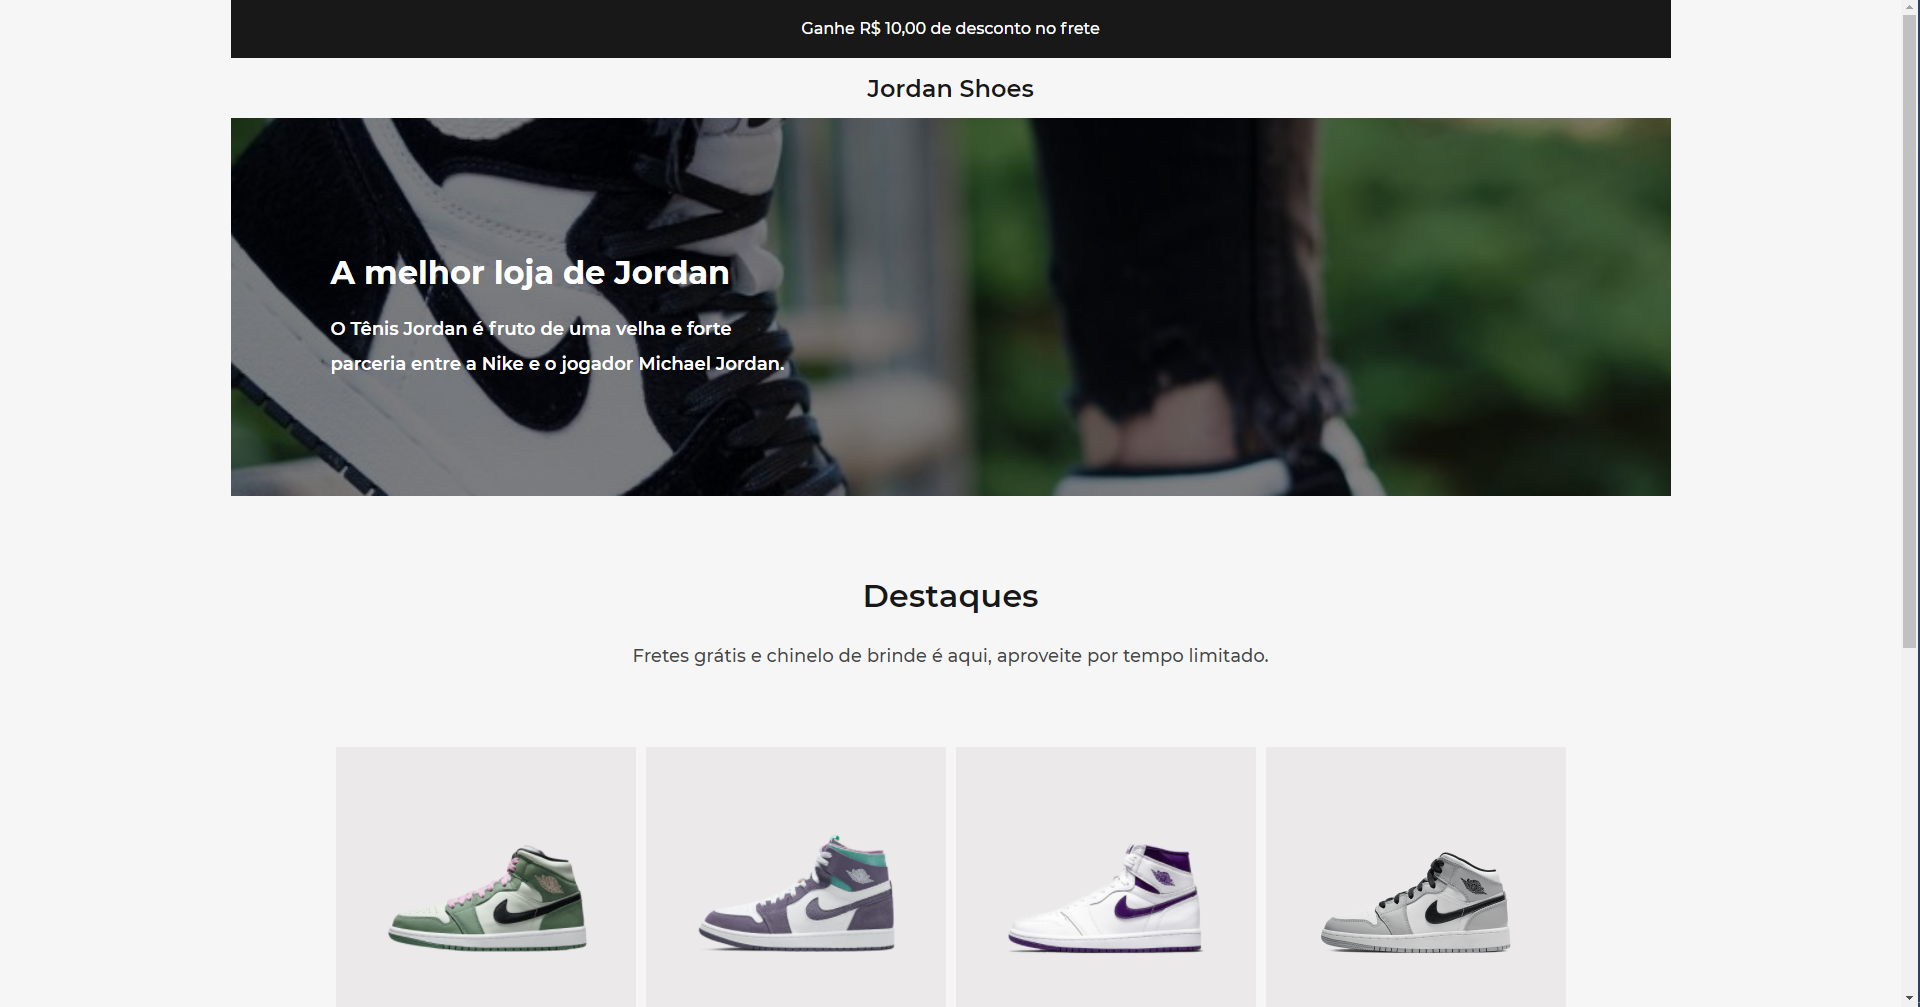 Ganhe R$ 10,00 de desconto no frete
Jordan Shoes
A melhor loja de Jordan
O Tênis Jordan é fruto de uma velha e forte
parceria entre a Nike e o jogador Michael Jordan.
Destaques
Fretes grátis e chinelo de brinde é aqui, aproveite por tempo limitado.